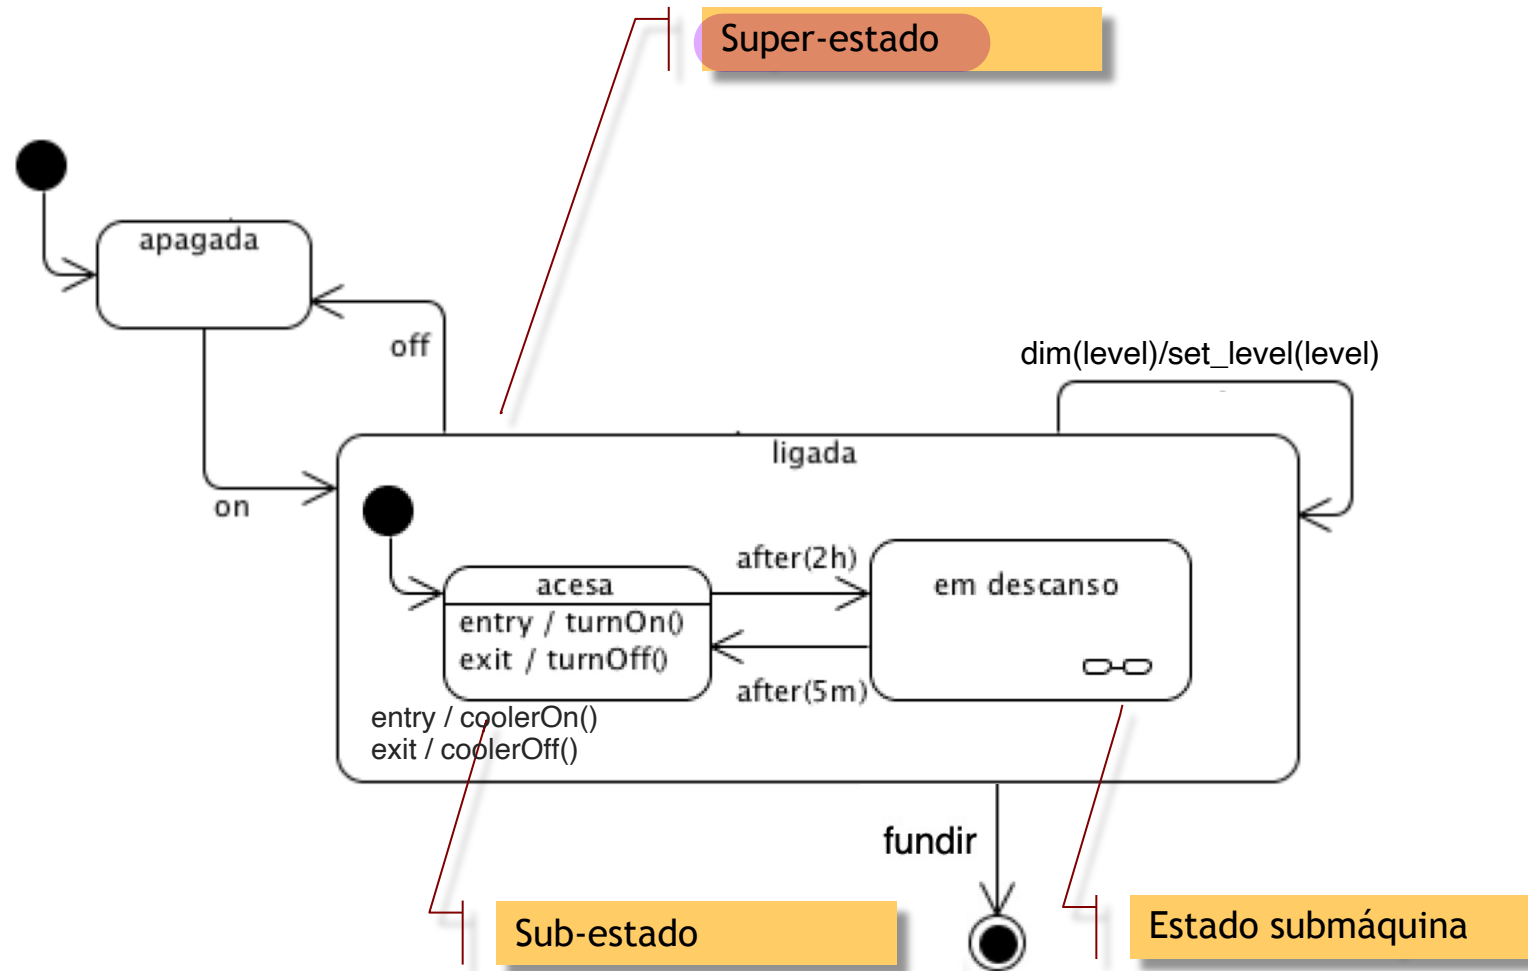 Super-estado
apagada
off
dim(level)/set_level(level)
ligada
on
after(2h)
acesa
em descanso
entry / turnOn()
exit / turnOff()
after(5m)
entry / coolerOn()
exit / coolerOff()
fundir
Sub-estado
Estado submáquina